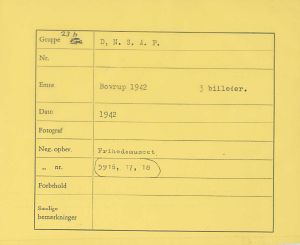 23 b
Gruppe D. N. S. A. P.
Nr.
Emne Bovrup 1942 3 billeder.
Dato 1942
Fotograf
Neg. opbev. Frihedsmuseet
„ nr. 5916, 17, 18
Forbehold
Særlige
bemærkninger